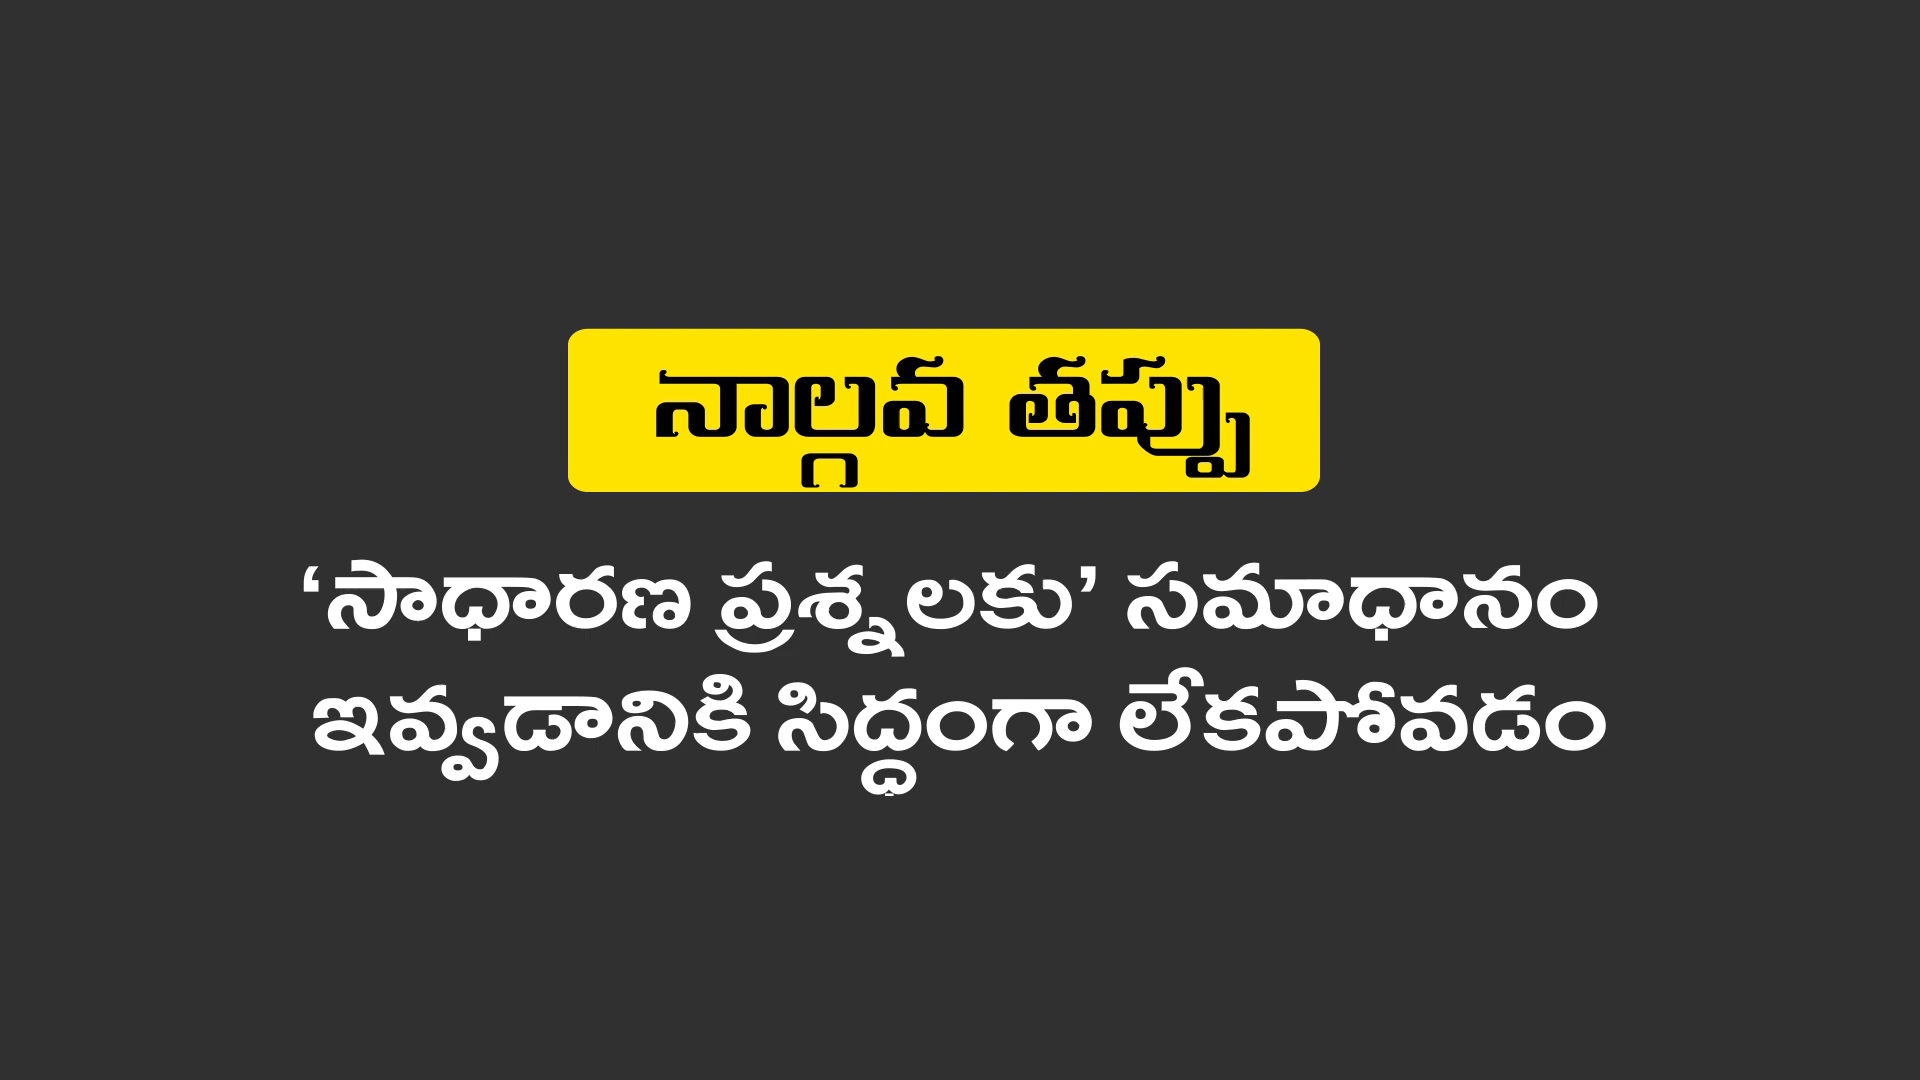 నాల్గవ తప్పు
‘సాధారణ ప్రశ్నలకు’ సమాధానం
ఇవ్వడానికి సిద్ధంగా లేకపోవడం